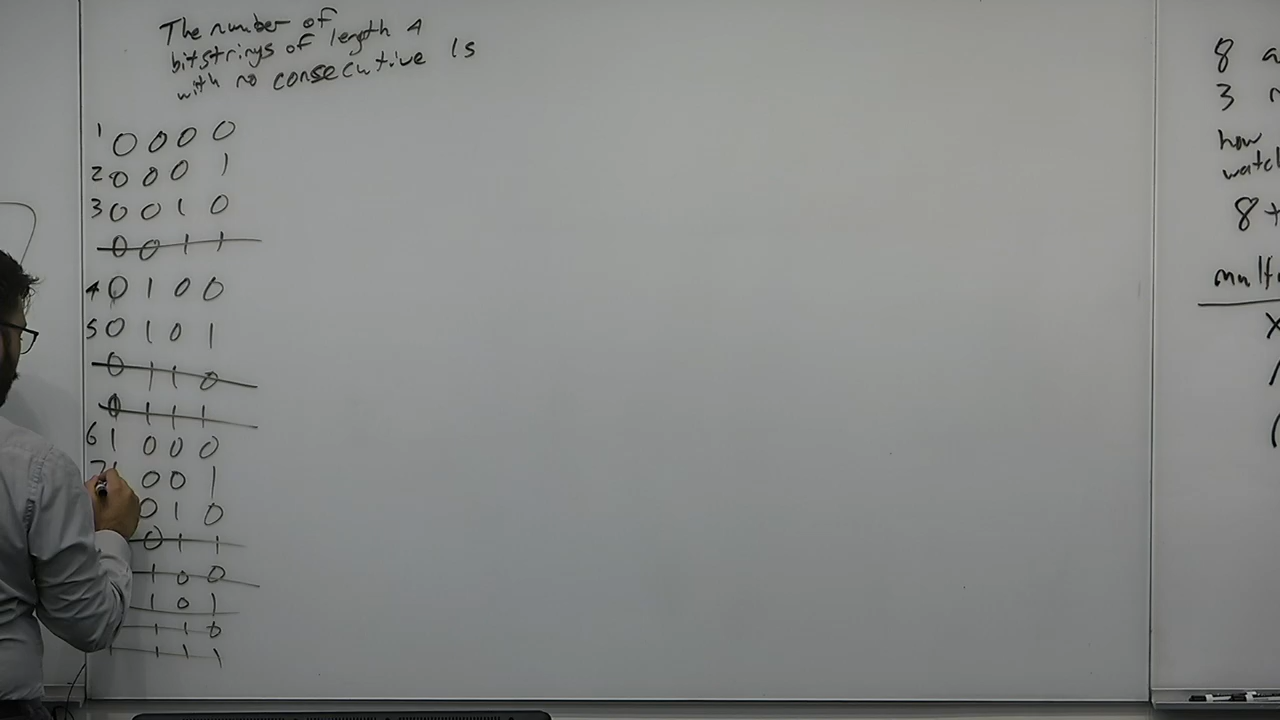 The number of
bitstrings of length 4
with no consecutive 1s
1 0 0 0 0
2 0 0 0 1
3 0 0 1 0
0 0 1 1
4 0 1 0 0
5 0 1 0 1
0 1 1 0
0 1 1 1
6 1 0 0 0
7 1 0 0 1
0 1 0
0 1 1
1 0 0
1 0 1
1 1 0
1 1 1 1
8
3
how
8 +